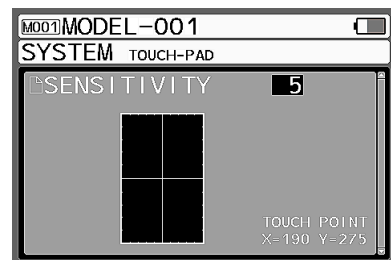 M001 MODEL-001
SYSTEM TOUCH-PAD
SENSITIVITY 5
TOUCH POINT
X=190 Y=275